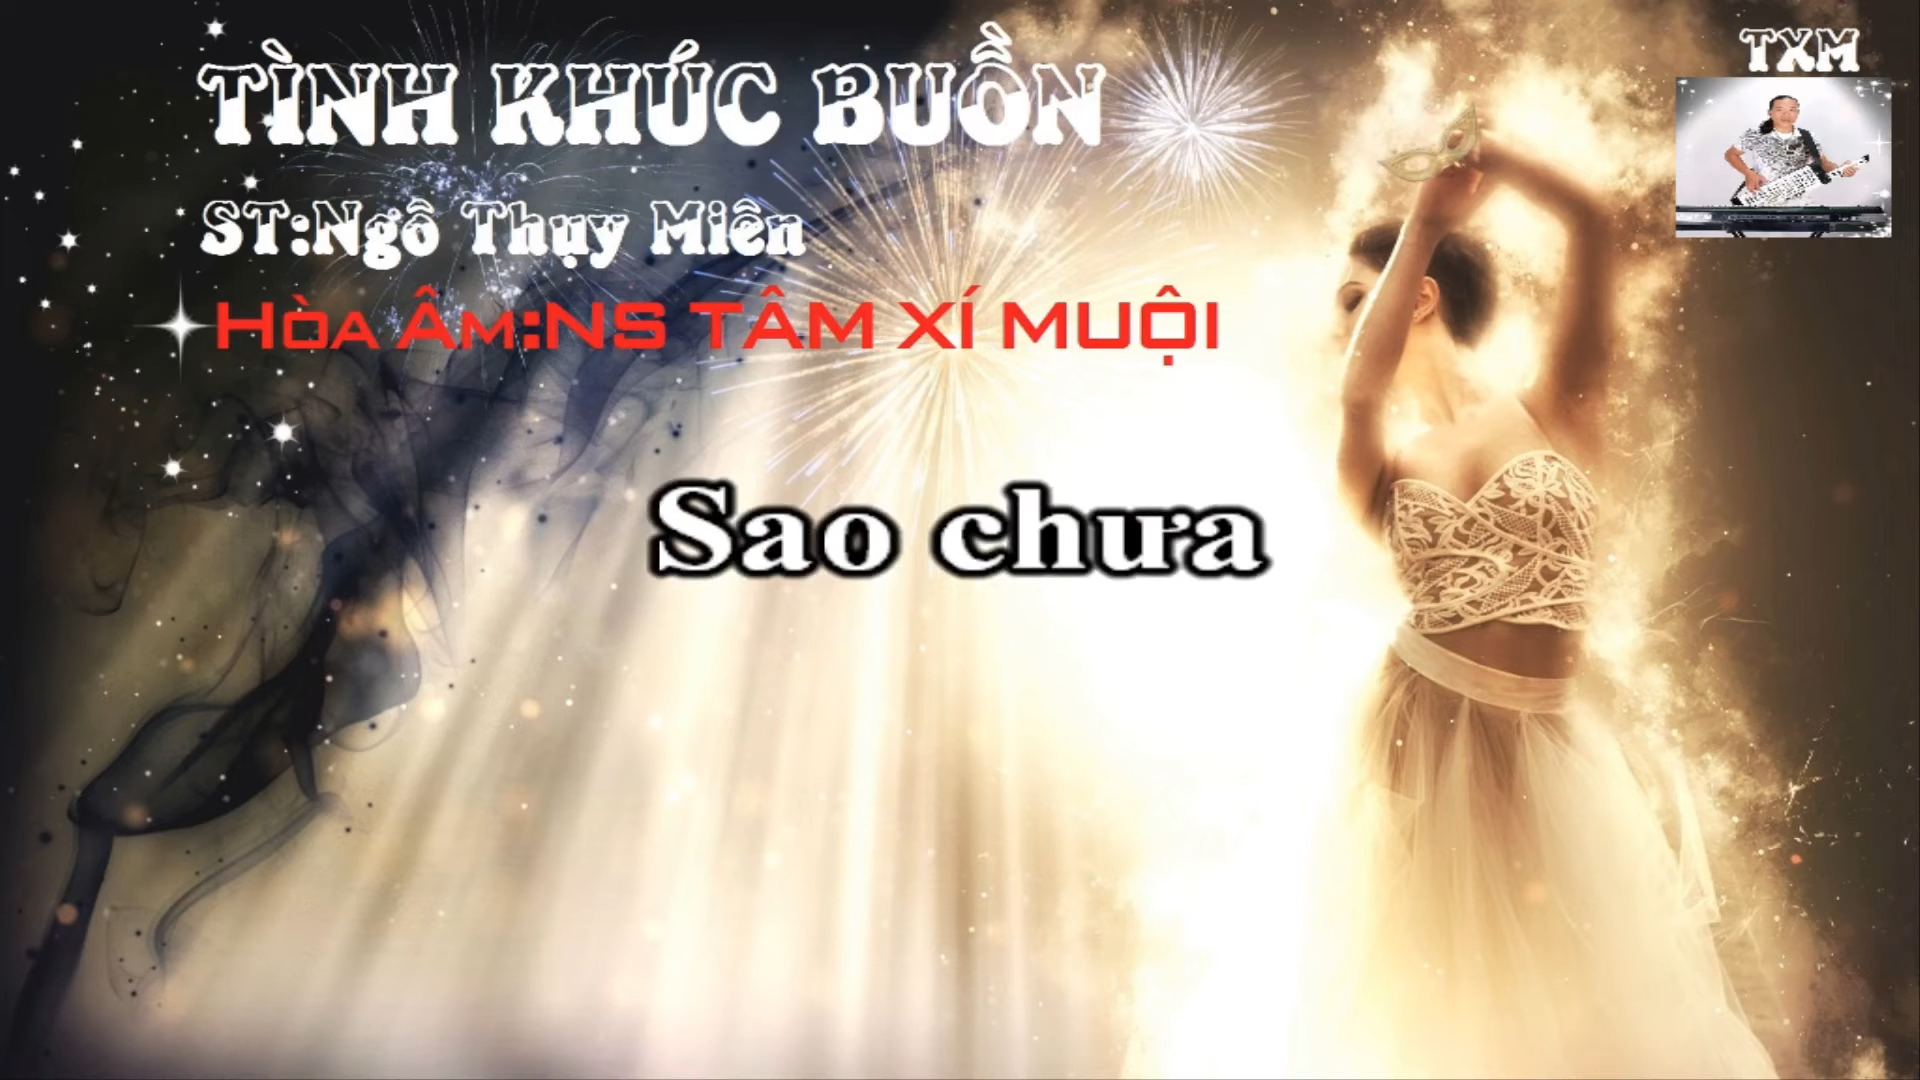 TÌNH KHÚC BUỒN
TXM
ST:Ngô Thụy Miên
HÒA ÂM:NS TÂM XÍ MUỘI
Sao chưa